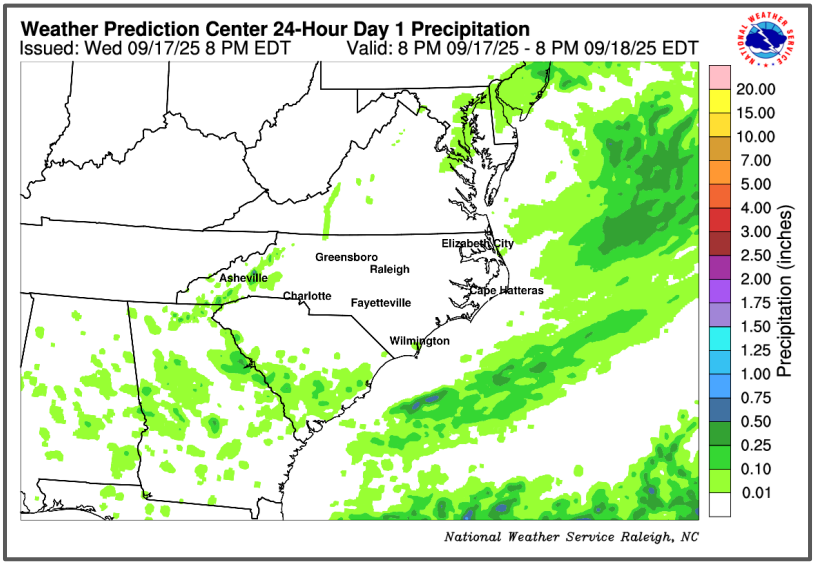 Weather Prediction Center 24-Hour Day 1 Precipitation
Issued: Wed 09/17/25 8 PM EDT Valid: 8 PM 09/17/25 - 8 PM 09/18/25 EDT
NATIONAL WEATHER SERVICE
20.00
15.00
10.00
7.00
5.00
4.00
3.00
2.50
2.00
1.75
1.50
1.25
1.00
0.75
0.50
0.25
0.10
0.01
Precipitation (inches)
Elizabeth City
Greensboro
Raleigh
Asheville
Cape Hatteras
Charlotte
Fayetteville
Wilmington
National Weather Service Raleigh, NC